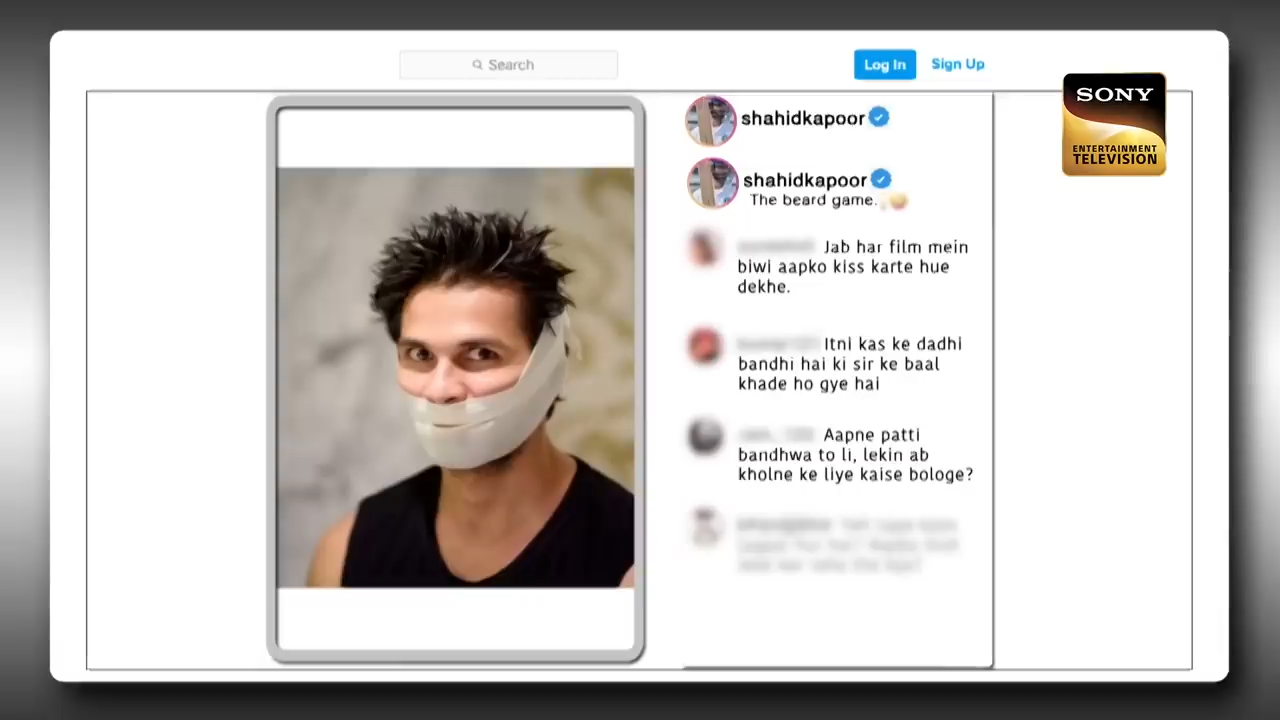 Search
Log In
Sign Up
SONY
ENTERTAINMENT
TELEVISION
shahidkapoor
shahidkapoor
The beard game.
Jab har film mein
biwi aapko kiss karte hue
dekhe.
Itni kas ke dadhi
bandhi hai ki sir ke baal
khade ho gye hai
Aapne patti
bandhwa to li, lekin ab
kholne ke liye kaise bologe?